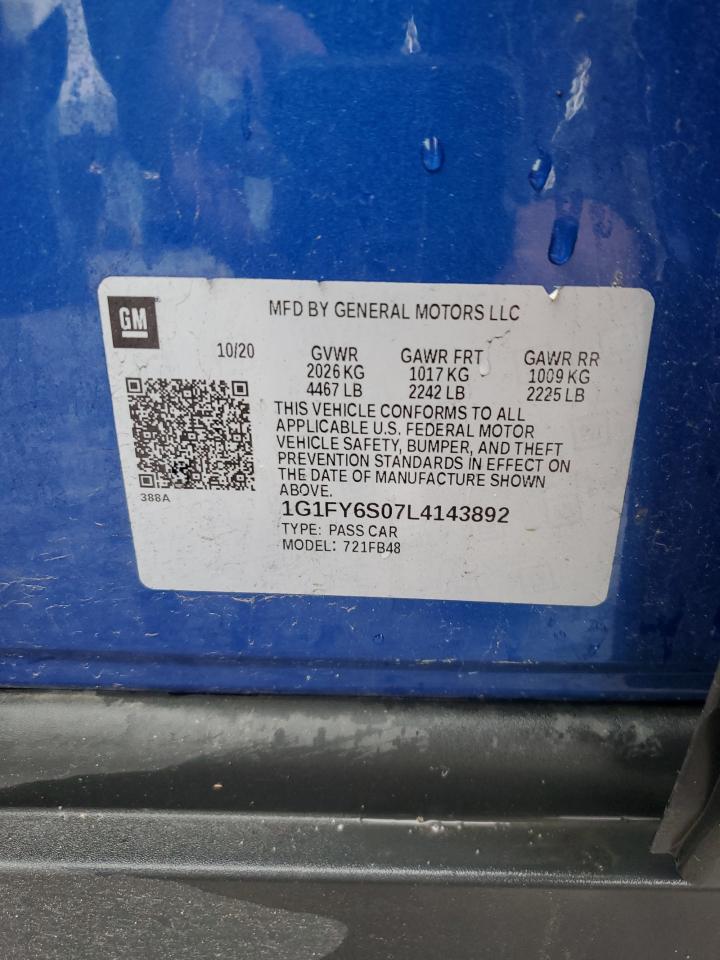 GM
MFD BY GENERAL MOTORS LLC
10/20
GVWR GAWR FRT GAWR RR
2026 KG 1017 KG 1009 KG
4467 LB 2242 LB 2225 LB
THIS VEHICLE CONFORMS TO ALL
APPLICABLE U.S. FEDERAL MOTOR
VEHICLE SAFETY, BUMPER, AND THEFT
PREVENTION STANDARDS IN EFFECT ON
THE DATE OF MANUFACTURE SHOWN
ABOVE.
388A
1G1FY6S07L4143892
TYPE: PASS CAR
MODEL: 721FB48